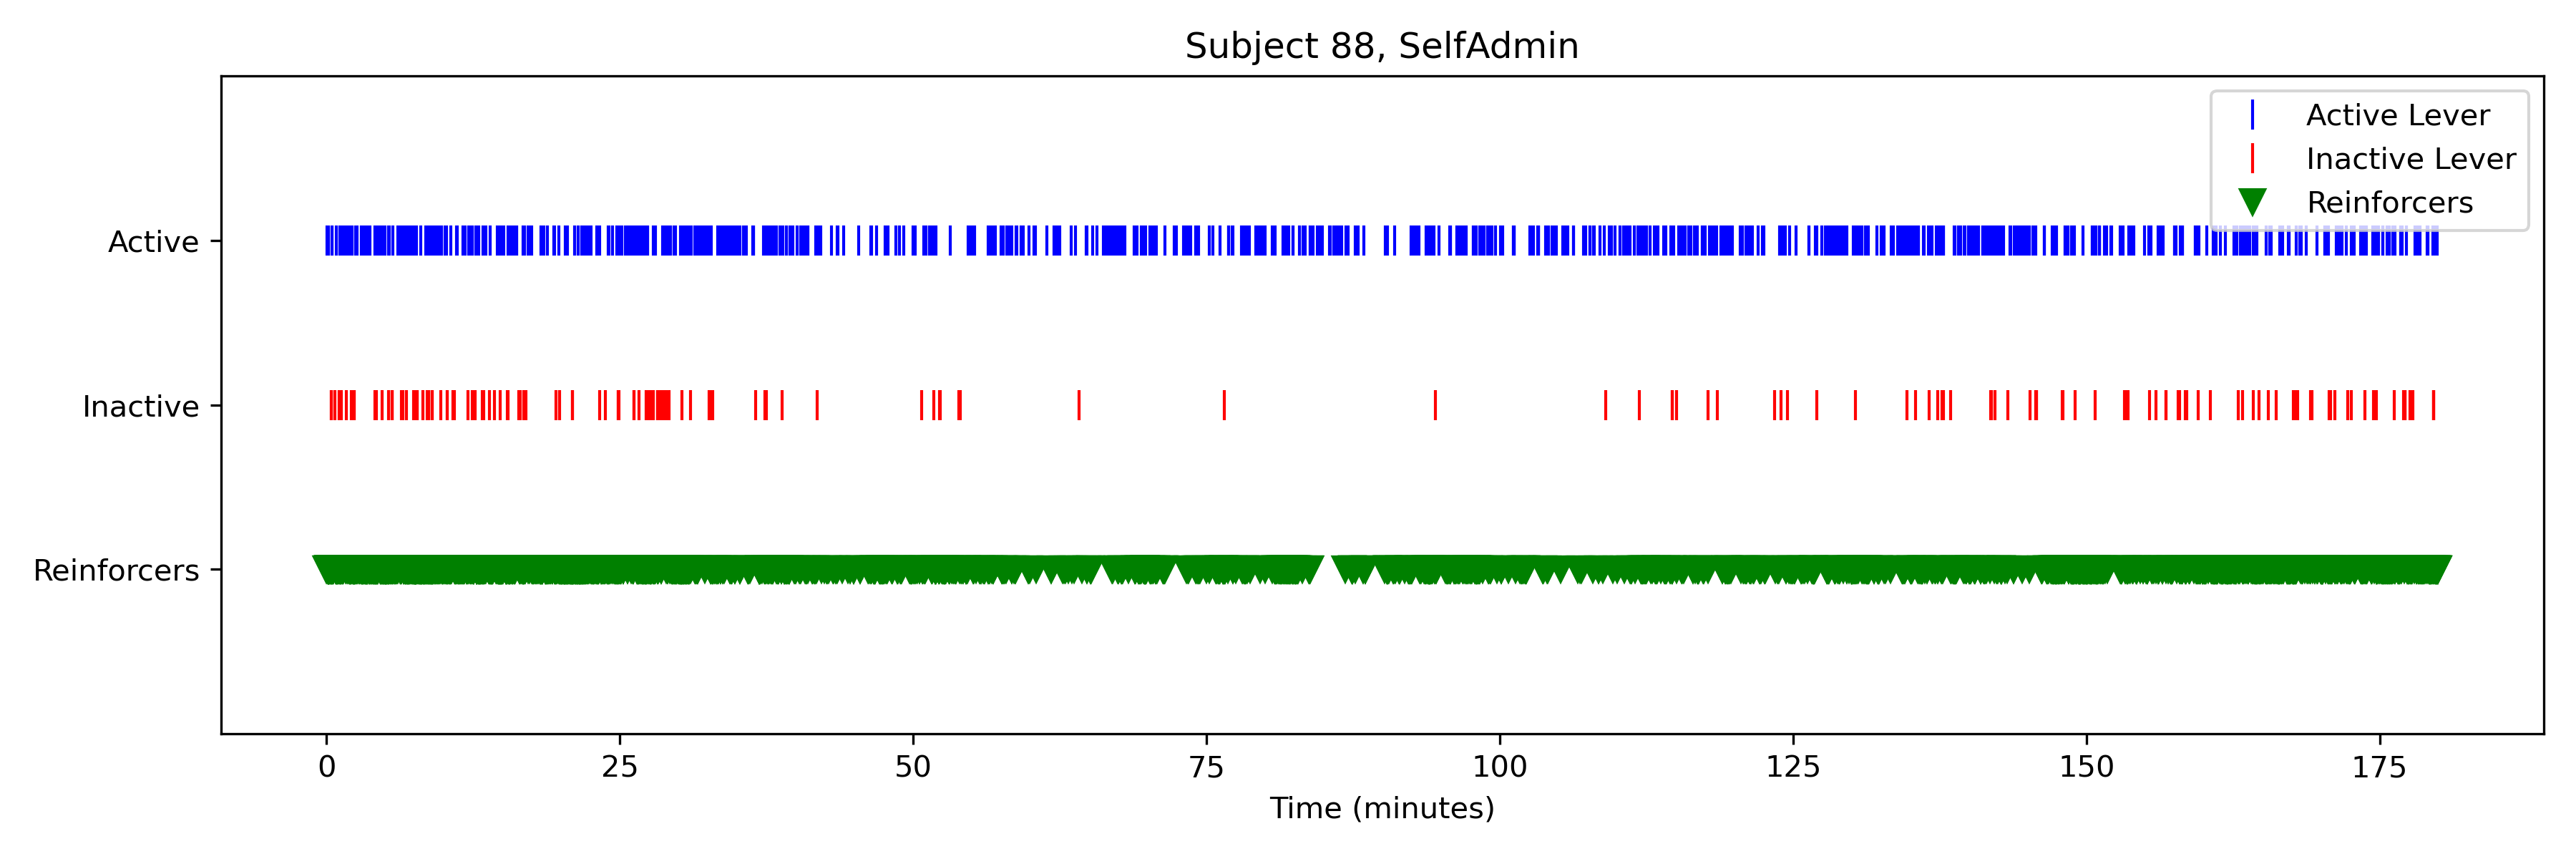 Subject 88, SelfAdmin
Active Lever
Inactive Lever
Reinforcers
Active
Inactive
Reinforcers
0 25 50 75 100 125 150 175
Time (minutes)